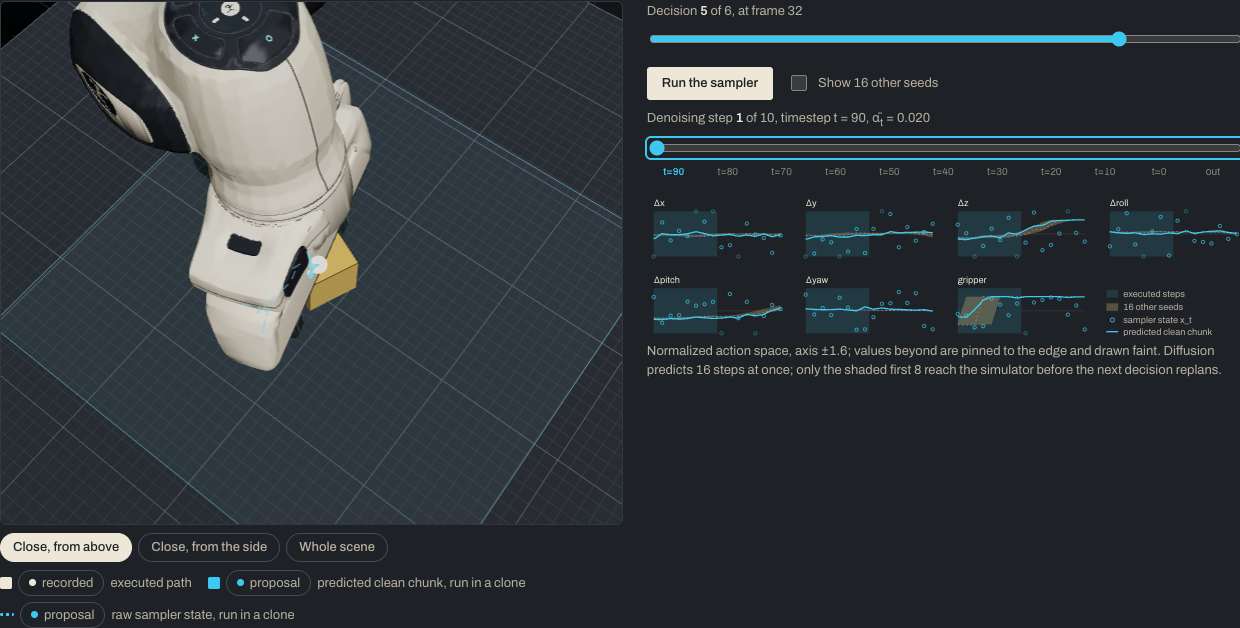 Decision 5 of 6, at frame 32
Run the sampler
Show 16 other seeds
Denoising step 1 of 10, timestep t = 90, ᾱ_t = 0.020
t=90 t=80 t=70 t=60 t=50 t=40 t=30 t=20 t=10 t=0 out
Δx Δy Δz Δroll
Δpitch Δyaw gripper
executed steps
16 other seeds
sampler state x_t
predicted clean chunk
Normalized action space, axis ±1.6; values beyond are pinned to the edge and drawn faint. Diffusion
predicts 16 steps at once; only the shaded first 8 reach the simulator before the next decision replans.
Close, from above
Close, from the side
Whole scene
recorded executed path proposal predicted clean chunk, run in a clone
proposal raw sampler state, run in a clone